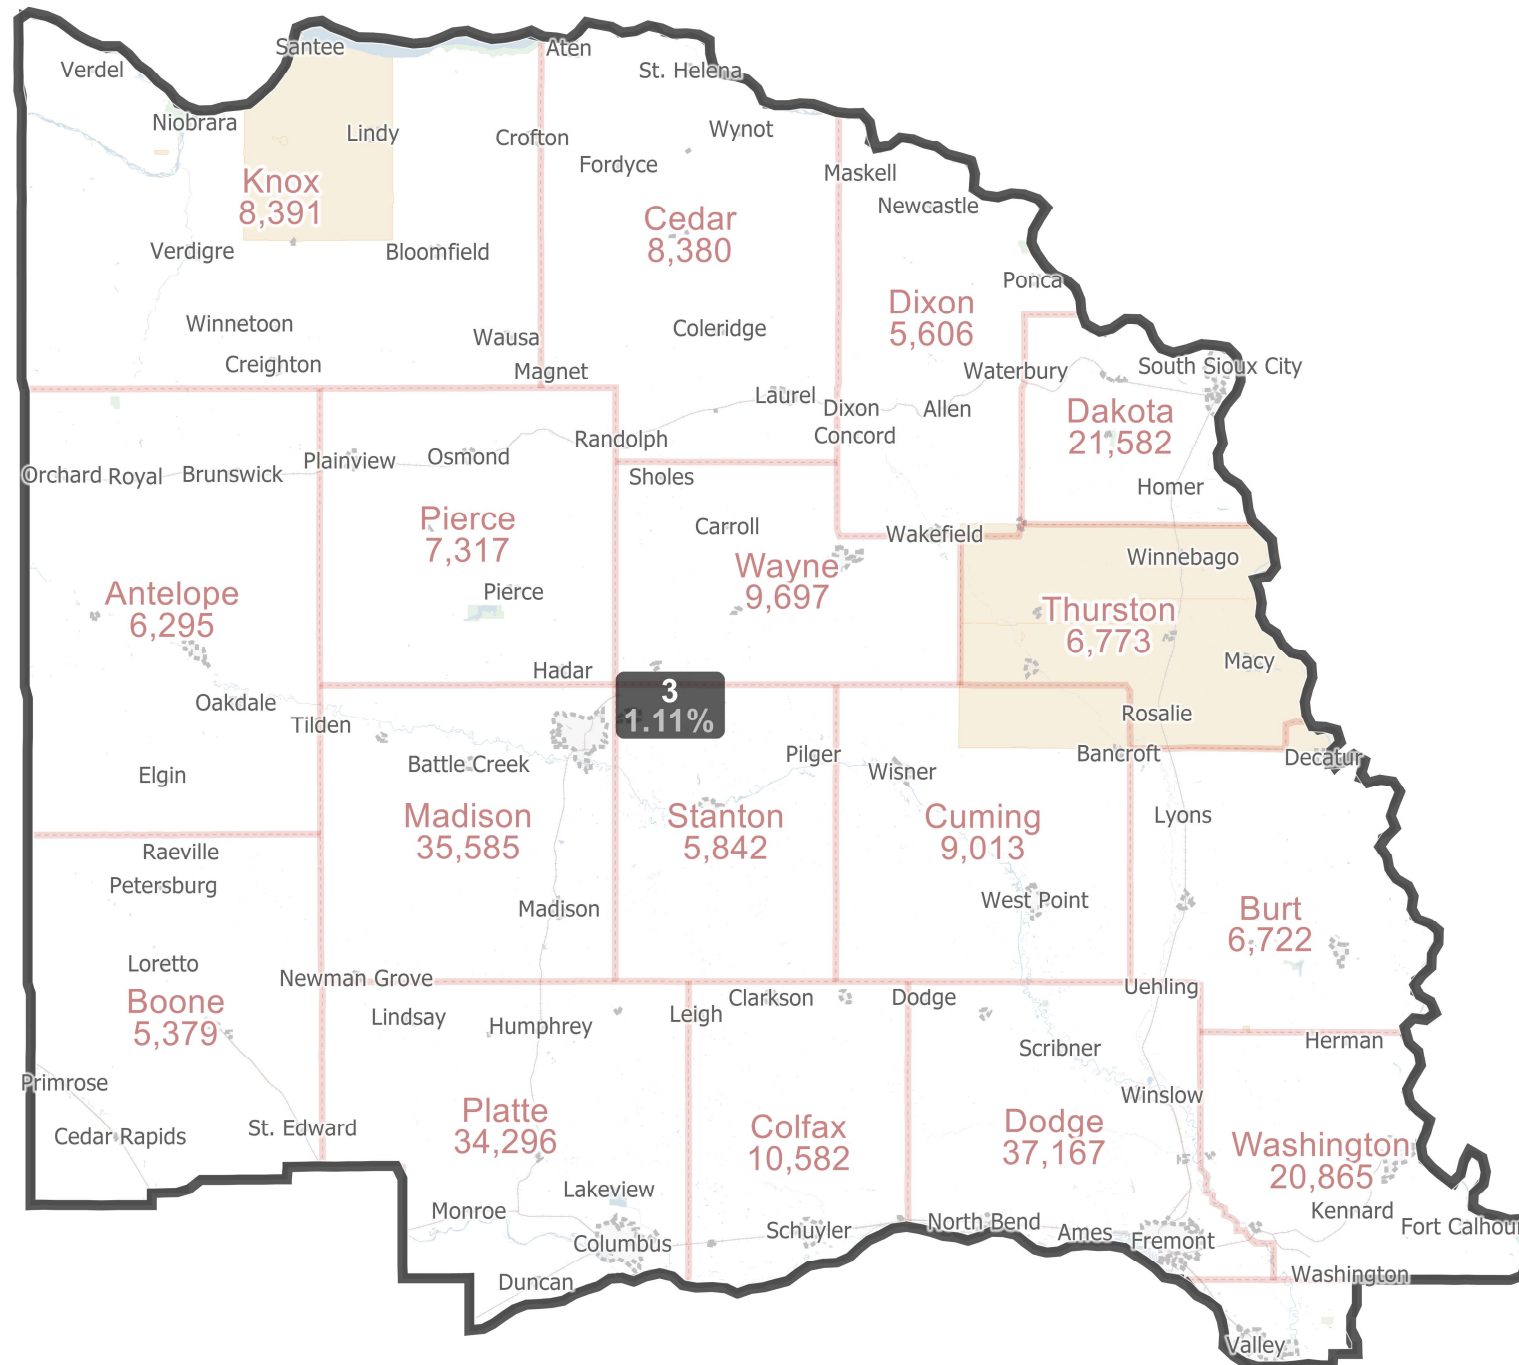 Santee
Aten
Verdel
St. Helena
Niobrara
Lindy
Crofton
Wynot
Fordyce
Maskell
Knox
8,391
Newcastle
Cedar
8,380
Verdigre
Bloomfield
Ponca
Dixon
5,606
Winnetoon
Coleridge
Wausa
Creighton
Magnet
Waterbury
South Sioux City
Laurel
Dixon
Allen
Dakota
21,582
Randolph
Concord
Plainview
Osmond
Orchard
Royal
Brunswick
Sholes
Homer
Pierce
7,317
Carroll
Wakefield
Winnebago
Wayne
9,697
Antelope
6,295
Pierce
Thurston
6,773
Macy
Hadar
3
1.11%
Oakdale
Tilden
Rosalie
Battle Creek
Pilger
Wisner
Bancroft
Decatur
Elgin
Madison
35,585
Stanton
5,842
Cuming
9,013
Lyons
Raeville
Petersburg
Madison
West Point
Burt
6,722
Loretto
Newman Grove
Boone
5,379
Clarkson
Dodge
Uehling
Lindsay
Humphrey
Leigh
Scribner
Herman
Primrose
Winslow
Cedar Rapids
St. Edward
Platte
34,296
Colfax
10,582
Dodge
37,167
Washington
20,865
Lakeview
Monroe
Kennard
Schuyler
North Bend
Ames
Fremont
Fort Calhou
Columbus
Duncan
Washington
Valley